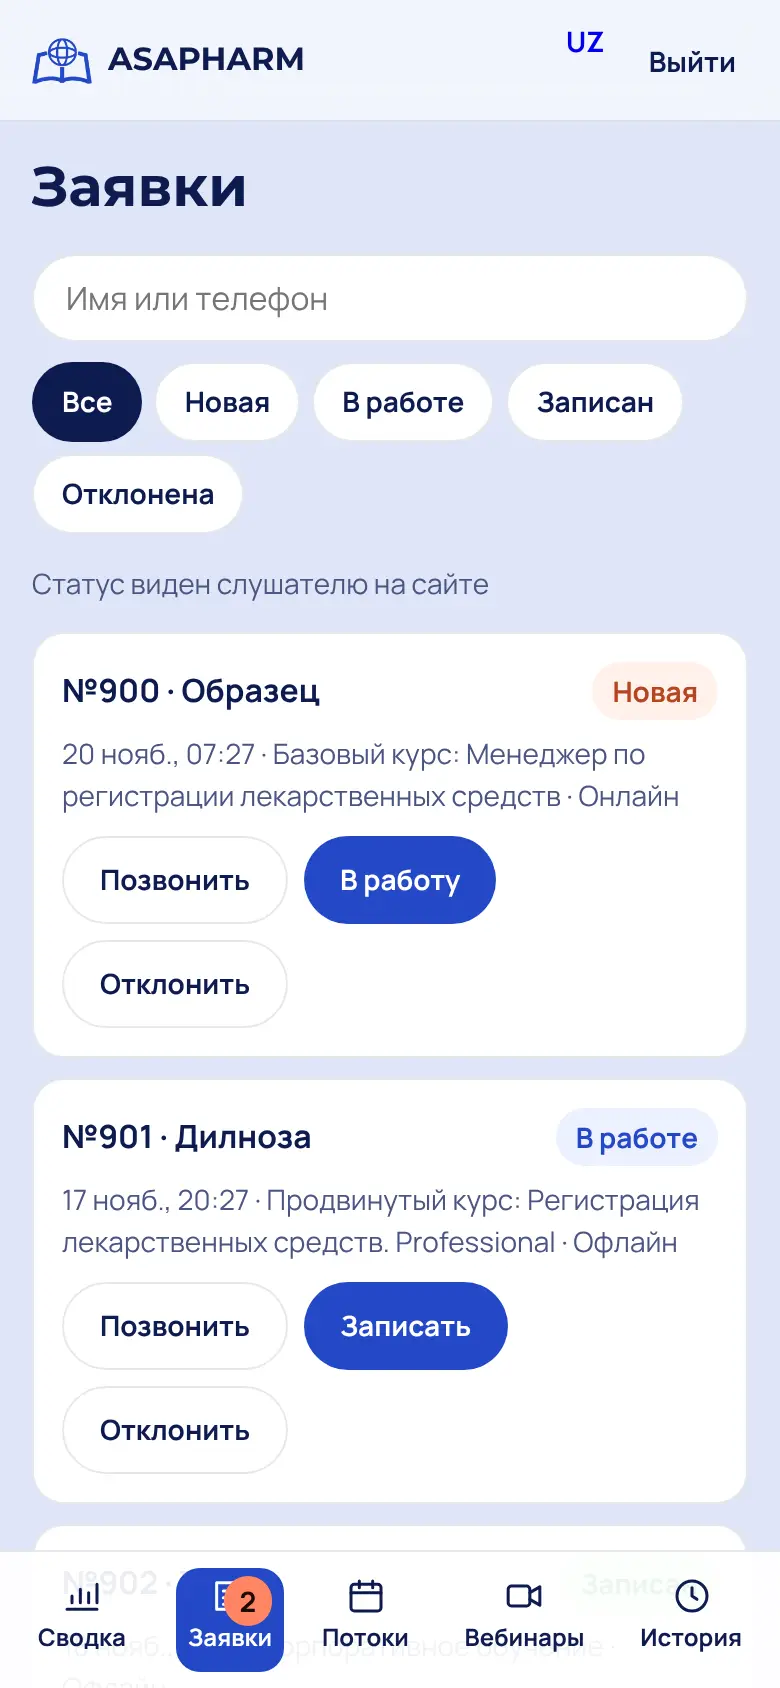 ASAPHARM
UZ
Выйти
Заявки
Имя или телефон
Все
Новая
В работе
Записан
Отклонена
Статус виден слушателю на сайте
№900 · Образец
Новая
20 нояб., 07:27 · Базовый курс: Менеджер по
регистрации лекарственных средств · Онлайн
Позвонить
В работу
Отклонить
№901 · Дилноза
В работе
17 нояб., 20:27 · Продвинутый курс: Регистрация
лекарственных средств. Professional · Офлайн
Позвонить
Записать
Отклонить
№902 ·
Записан
Офлайн
2
Сводка
Заявки
Потоки
Вебинары
История